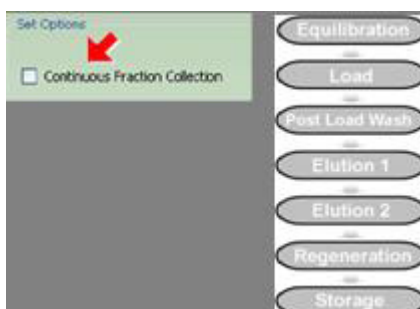 Set Options
Continuous Fraction Collection
Equilibration
Load
Post Load Wash
Elution 1
Elution 2
Regeneration
Storage